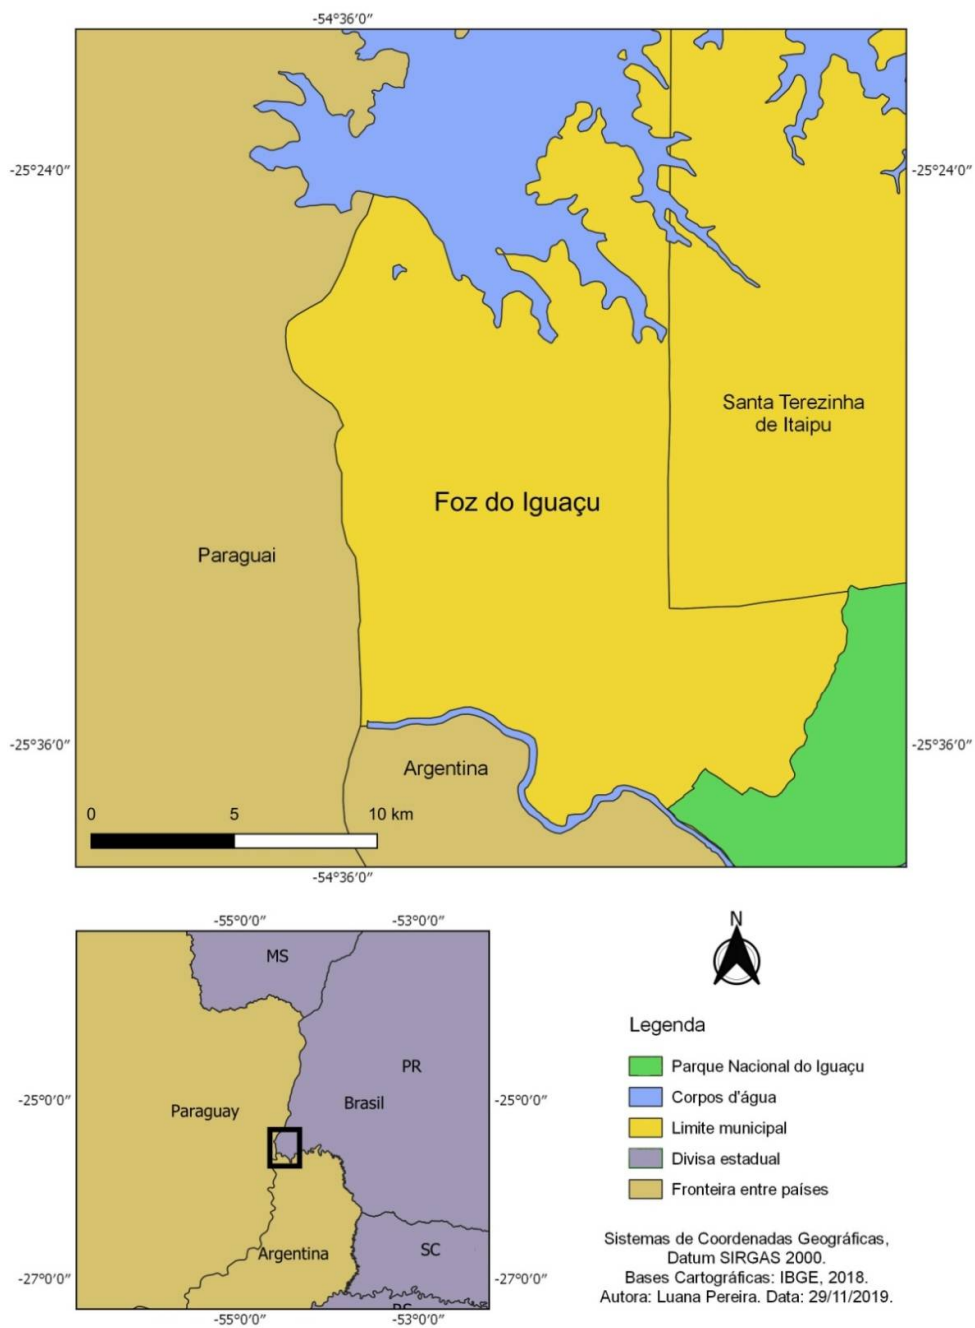 -54°36′0″
-25°24′0″
-25°24′0″
Santa Terezinha
de Itaipu
Foz do Iguaçu
Paraguai
-25°36′0″
-25°36′0″
Argentina
0 5 10 km
-54°36′0″
-55°0′0″ -53°0′0″
MS
PR
-25°0′0″
Paraguay
Brasil
-25°0′0″
SC
Argentina
-27°0′0″
-27°0′0″
-55°0′0″ -53°0′0″
N
Legenda
Parque Nacional do Iguaçu
Corpos d'água
Limite municipal
Divisa estadual
Fronteira entre países
Sistemas de Coordenadas Geográficas,
Datum SIRGAS 2000.
Bases Cartográficas: IBGE, 2018.
Autora: Luana Pereira. Data: 29/11/2019.